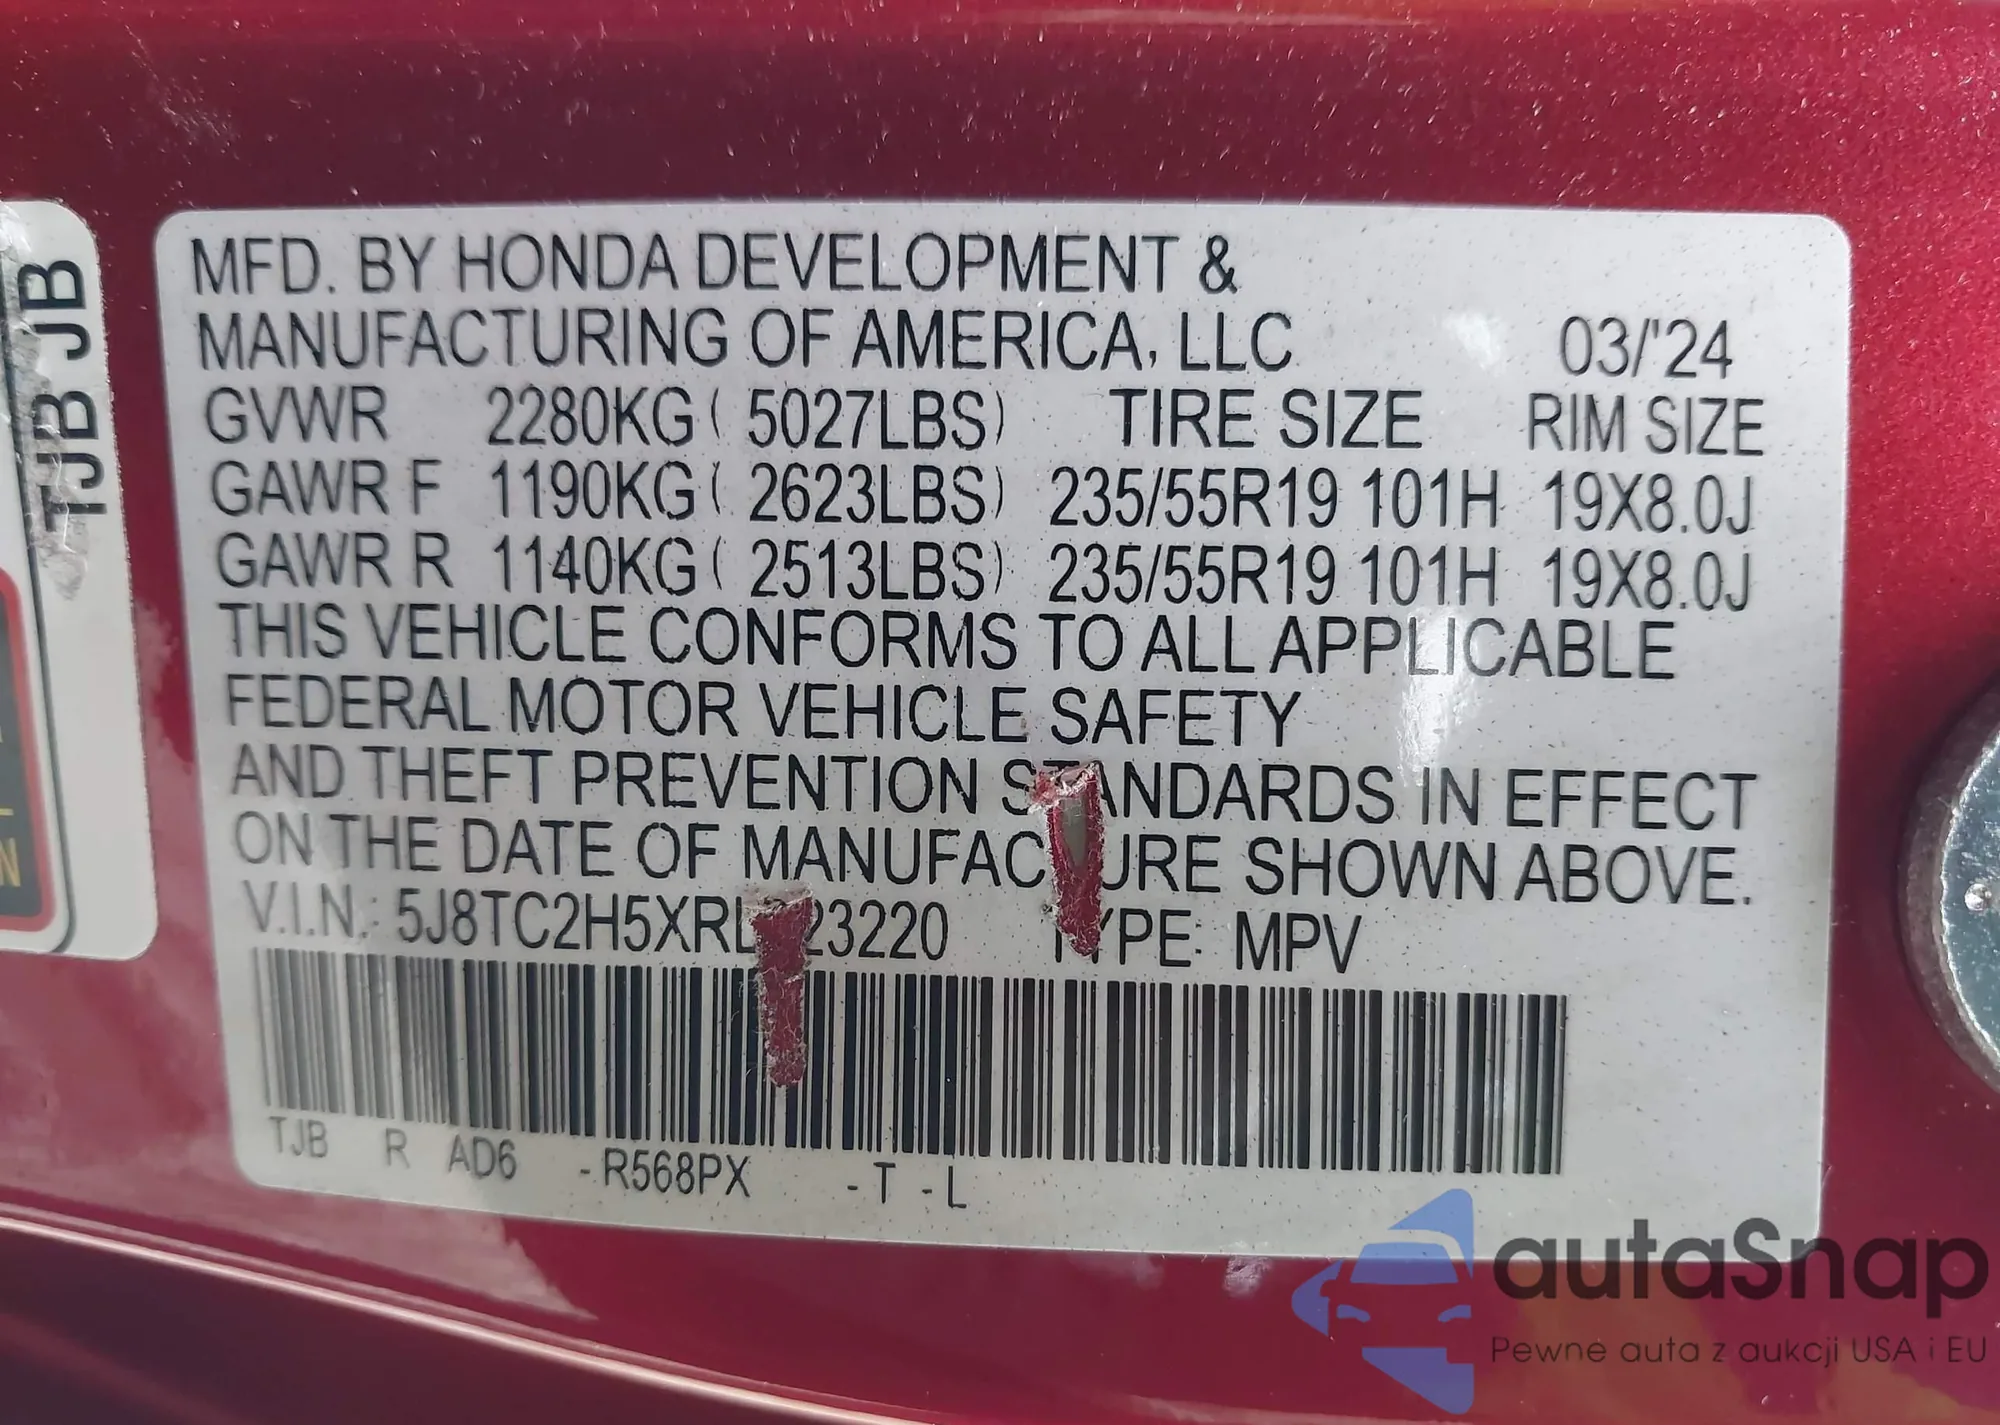 MFD. BY HONDA DEVELOPMENT &
MANUFACTURING OF AMERICA, LLC 03/'24
GVWR 2280KG ( 5027LBS) TIRE SIZE RIM SIZE
GAWR F 1190KG ( 2623LBS) 235/55R19 101H 19X8.0J
GAWR R 1140KG ( 2513LBS) 235/55R19 101H 19X8.0J
THIS VEHICLE CONFORMS TO ALL APPLICABLE
FEDERAL MOTOR VEHICLE SAFETY
AND THEFT PREVENTION STANDARDS IN EFFECT
ON THE DATE OF MANUFACTURE SHOWN ABOVE.
V.I.N.: TYPE: MPV
TJB R AD6 -R568PX -T -L
TJB JB
autaSnap
Pewne auta z aukcji USA i EU